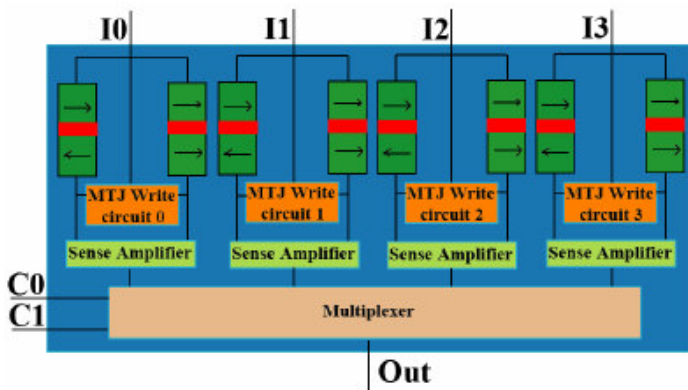 I0 I1 I2 I3
MTJ Write circuit 0
MTJ Write circuit 1
MTJ Write circuit 2
MTJ Write circuit 3
Sense Amplifier Sense Amplifier Sense Amplifier Sense Amplifier
C0
C1
Multiplexer
Out